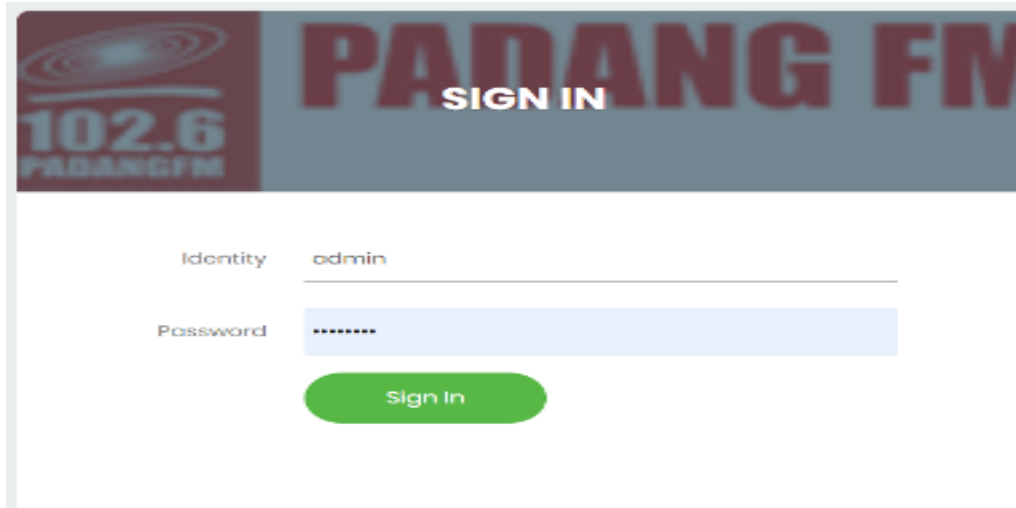 PADANG FM
SIGN IN
102.6
PADANGFM
Identity admin
Password ••••••••
Sign In